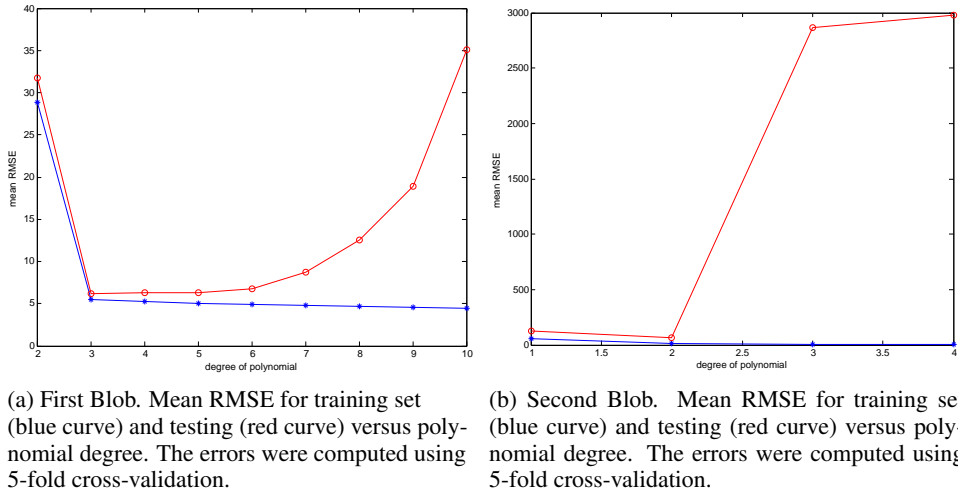 40
35
30
25
20
15
10
5
0
mean RMSE
2 3 4 5 6 7 8 9 10
degree of polynomial
(a) First Blob. Mean RMSE for training set
(blue curve) and testing (red curve) versus poly-
nomial degree. The errors were computed using
5-fold cross-validation.
3000
2500
2000
1500
1000
500
0
mean RMSE
1 1.5 2 2.5 3 3.5 4
degree of polynomial
(b) Second Blob. Mean RMSE for training se
(blue curve) and testing (red curve) versus poly-
nomial degree. The errors were computed using
5-fold cross-validation.